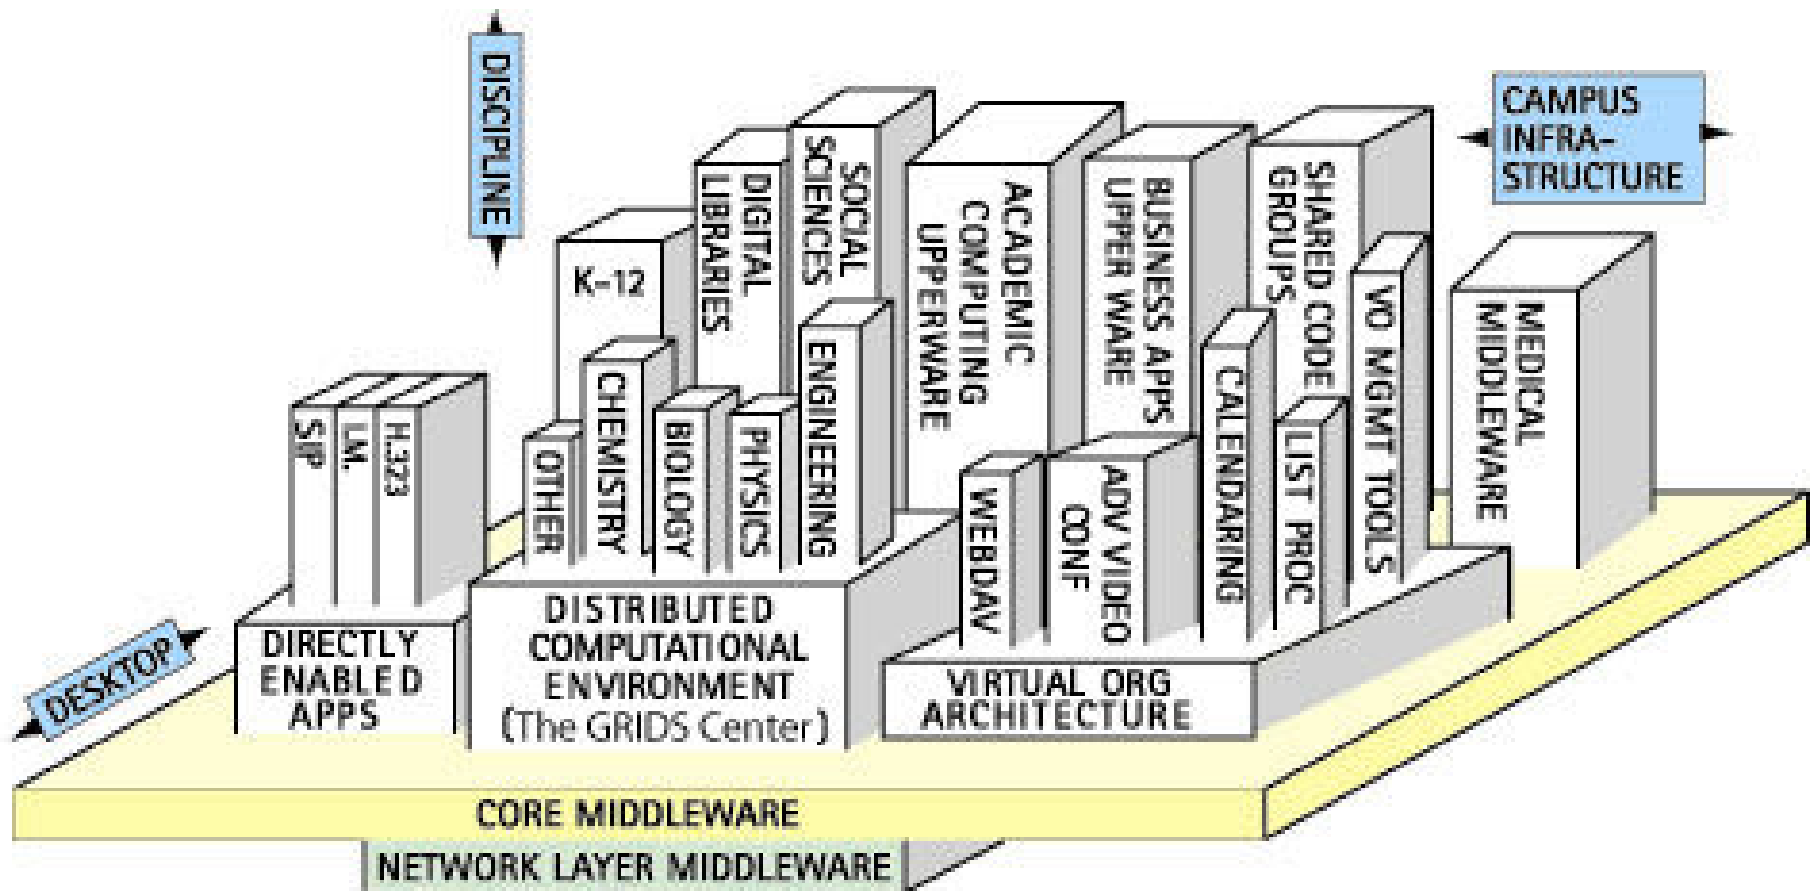 DISCIPLINE
CAMPUS
INFRA-
STRUCTURE
K-12
DIGITAL
LIBRARIES
SOCIAL
SCIENCES
ACADEMIC
COMPUTING
UPPERWARE
BUSINESS APPS
UPPER WARE
SHARED CODE
GROUPS
VO MGMT TOOLS
MEDICAL
MIDDLEWARE
SIP
I.M.
H.323
OTHER
CHEMISTRY
BIOLOGY
PHYSICS
ENGINEERING
WEBDAV
ADV VIDEO
CONF
CALENDARING
LIST PROC
DESKTOP
DIRECTLY
ENABLED
APPS
DISTRIBUTED
COMPUTATIONAL
ENVIRONMENT
(The GRIDS Center)
VIRTUAL ORG
ARCHITECTURE
CORE MIDDLEWARE
NETWORK LAYER MIDDLEWARE